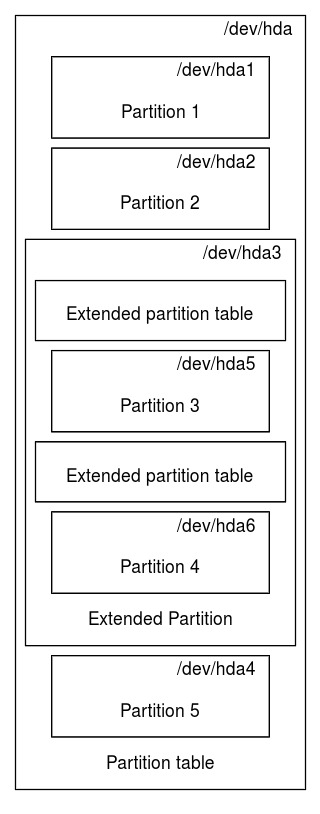 /dev/hda
/dev/hda1
Partition 1
/dev/hda2
Partition 2
/dev/hda3
Extended partition table
/dev/hda5
Partition 3
Extended partition table
/dev/hda6
Partition 4
Extended Partition
/dev/hda4
Partition 5
Partition table